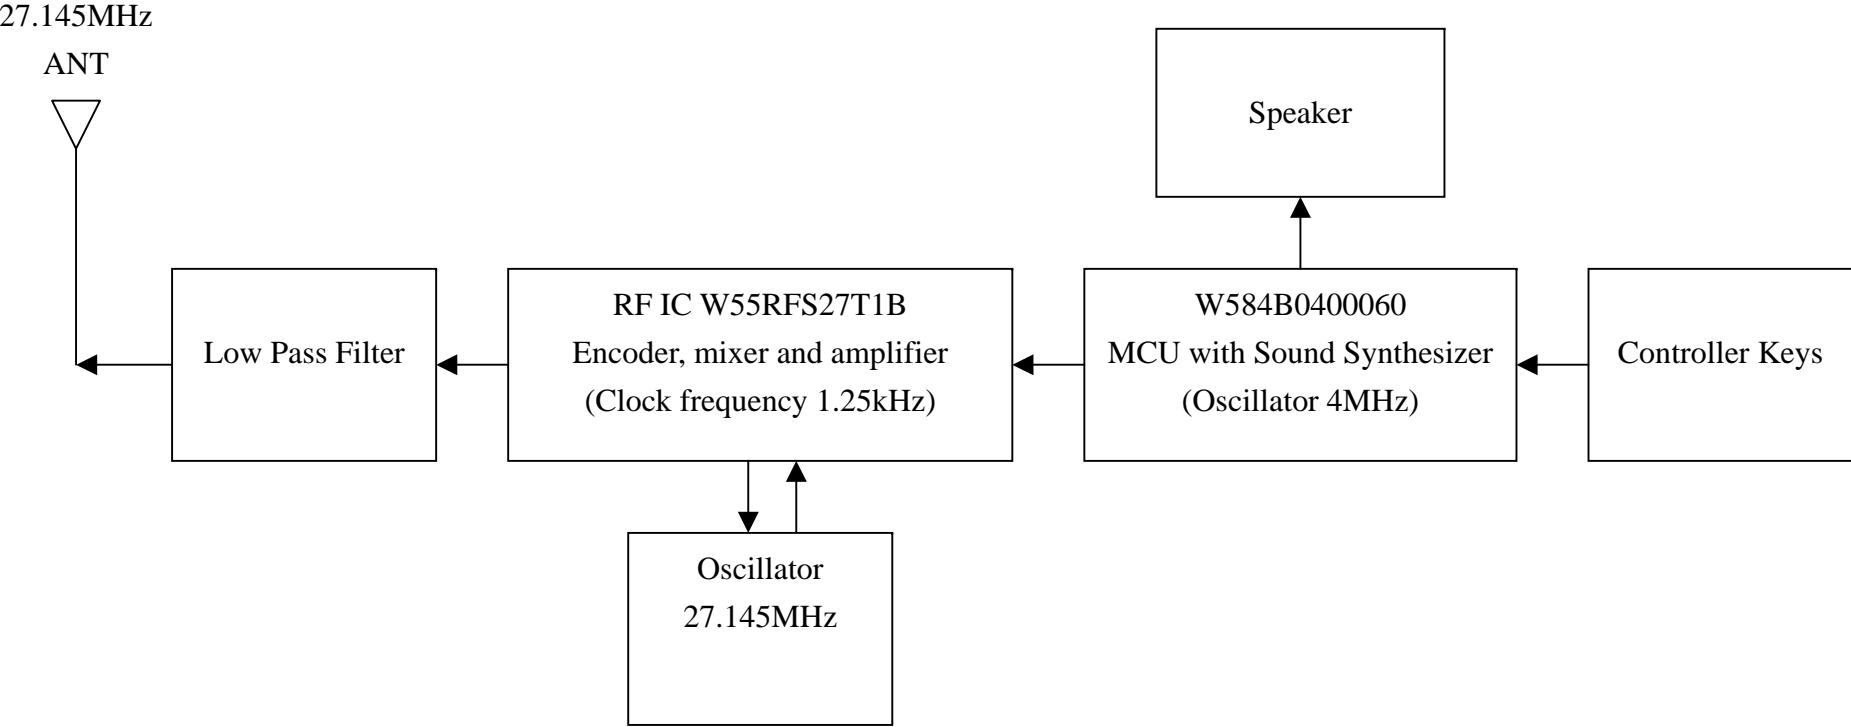 27.145MHz
ANT
Speaker
Low Pass Filter
RF IC W55RFS27T1B
Encoder, mixer and amplifier
(Clock frequency 1.25kHz)
W584B0400060
MCU with Sound Synthesizer
(Oscillator 4MHz)
Controller Keys
Oscillator
27.145MHz